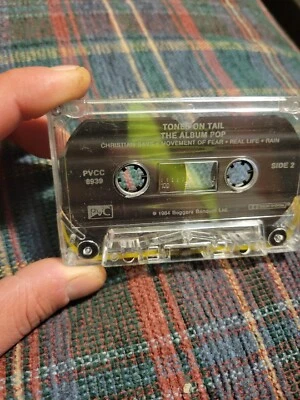 TONES ON TAIL
THE ALBUM POP
MOVEMENT OF FEAR • REAL LIFE • RAIN
PVCC
8939
SIDE 2
PVC
℗ 1984 Beggars Banquet Ltd.